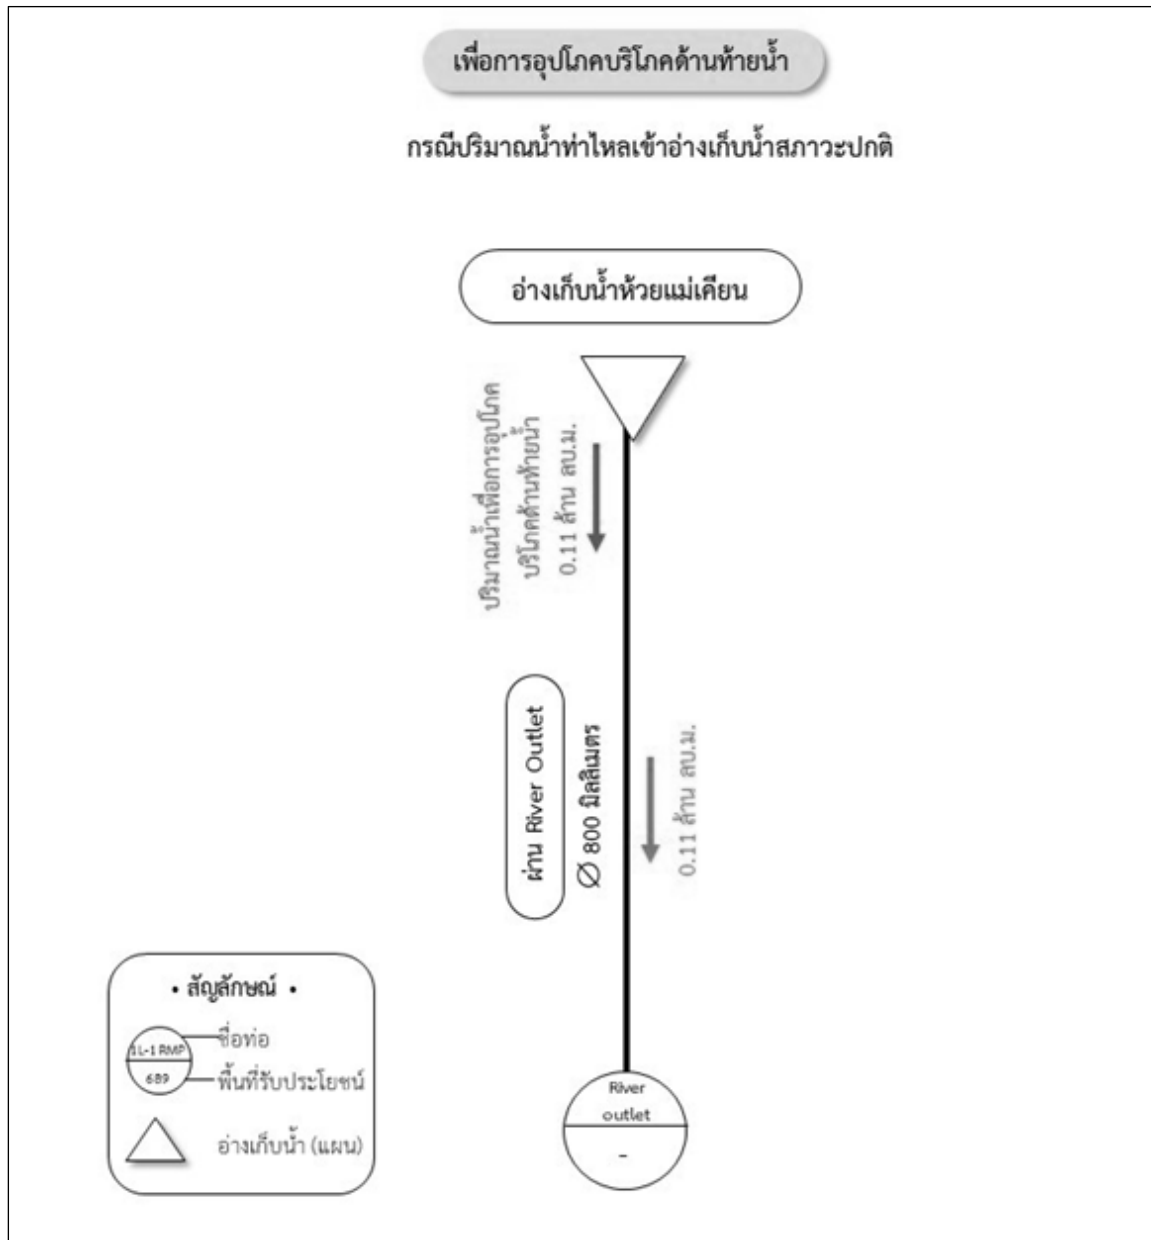 เพื่อการอุปโภคบริโภคด้านท้ายน้ำ
กรณีปริมาณน้ำท่าไหลเข้าอ่างเก็บน้ำสภาวะปกติ
อ่างเก็บน้ำห้วยแม่เคียน
ปริมาณน้ำเพื่อการอุปโภค
บริโภคด้านท้ายน้ำ
0.11 ล้าน ลบ.ม.
ผ่าน River Outlet
∅ 800 มิลลิเมตร
0.11 ล้าน ลบ.ม.
• สัญลักษณ์ •
1L-1 RMP
ชื่อท่อ
689
พื้นที่รับประโยชน์
อ่างเก็บน้ำ (แผน)
River
outlet
-